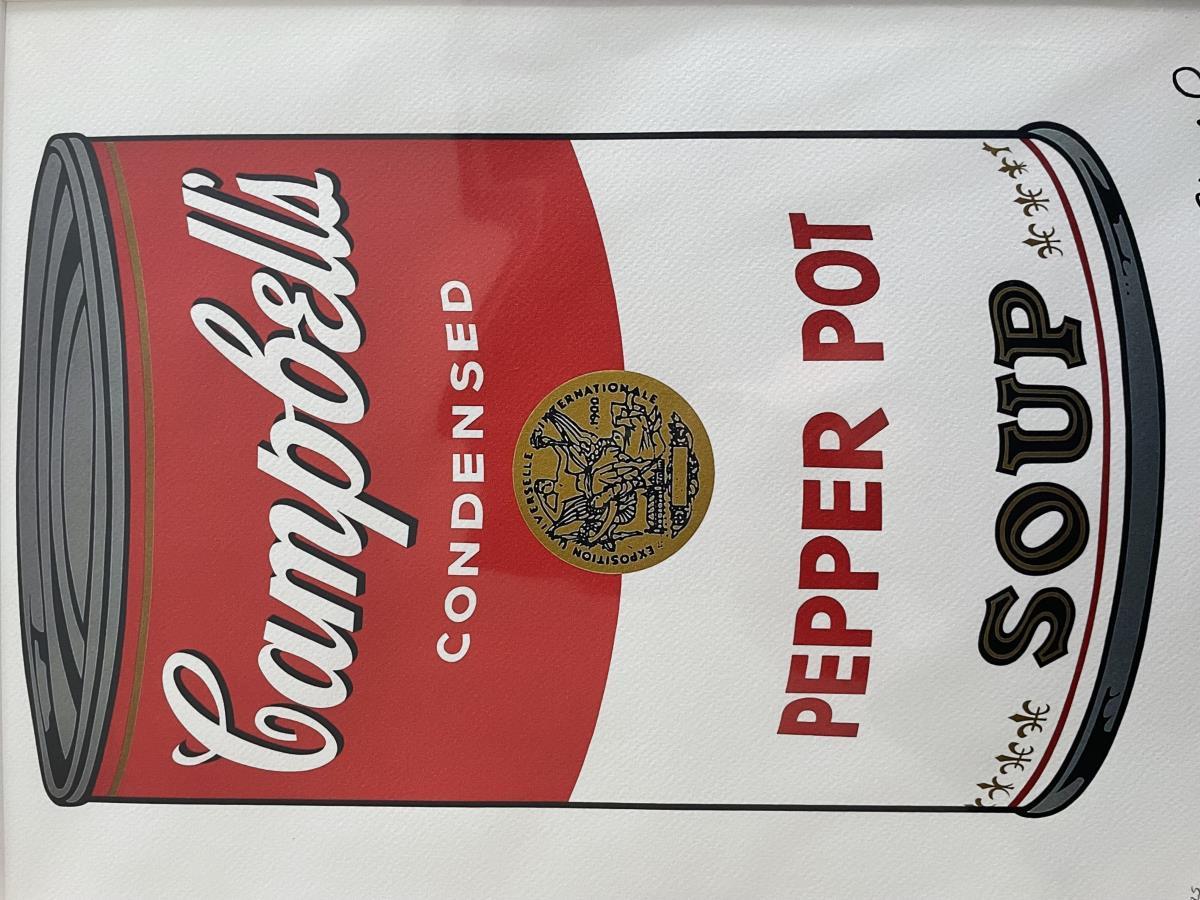 Campbell's
CONDENSED
EXPOSITION UNIVERSELLE INTERNATIONALE
1900
PEPPER POT
SOUP